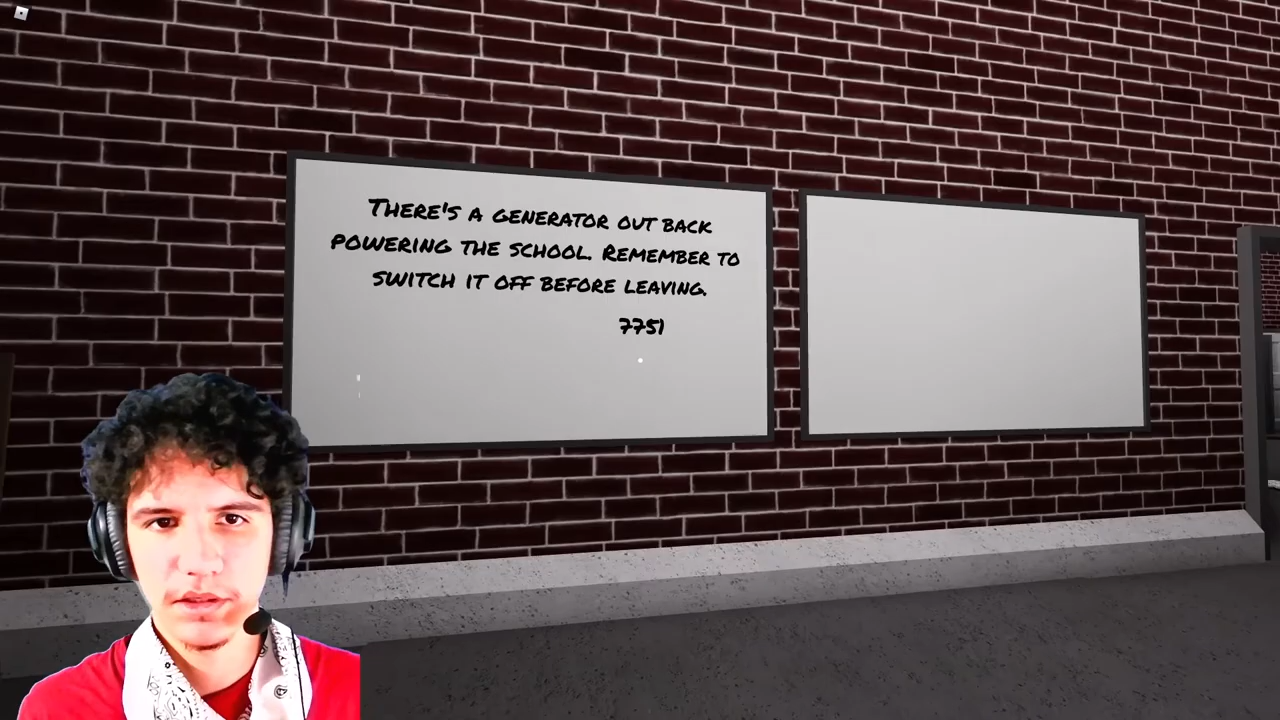 There's a generator out back
powering the school. Remember to
switch it off before leaving.
7751